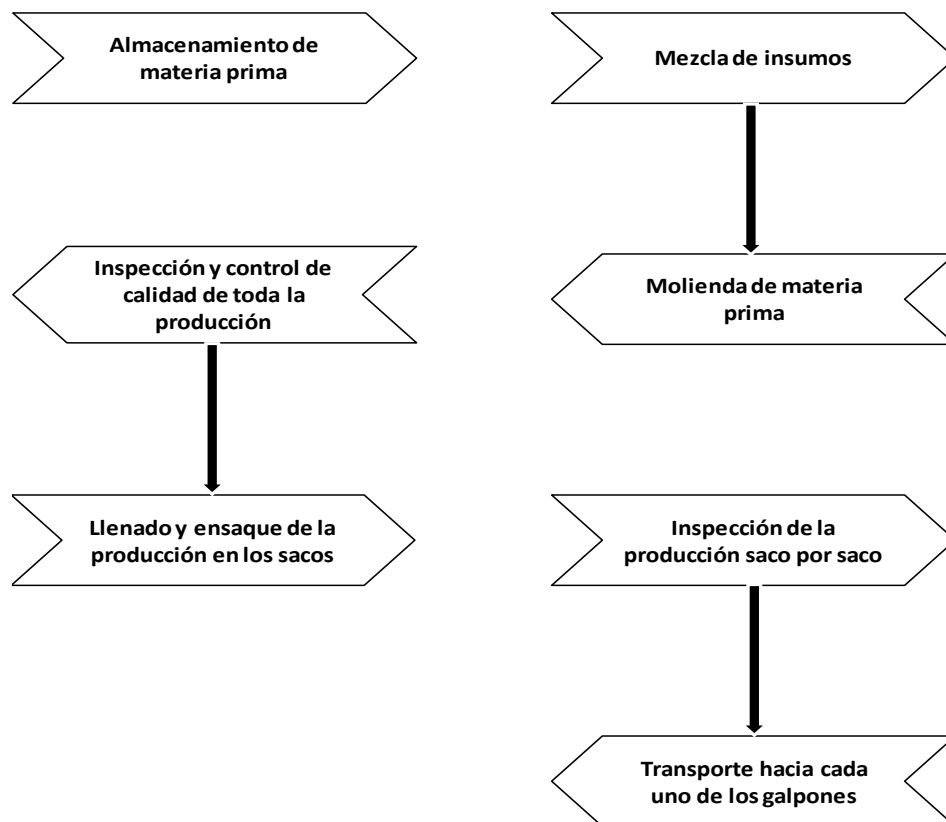 Almacenamiento de
materia prima
Mezcla de insumos
Inspección y control de
calidad de toda la
producción
Molienda de materia
prima
Llenado y ensaque de la
producción en los sacos
Inspección de la
producción saco por saco
Transporte hacia cada
uno de los galpones